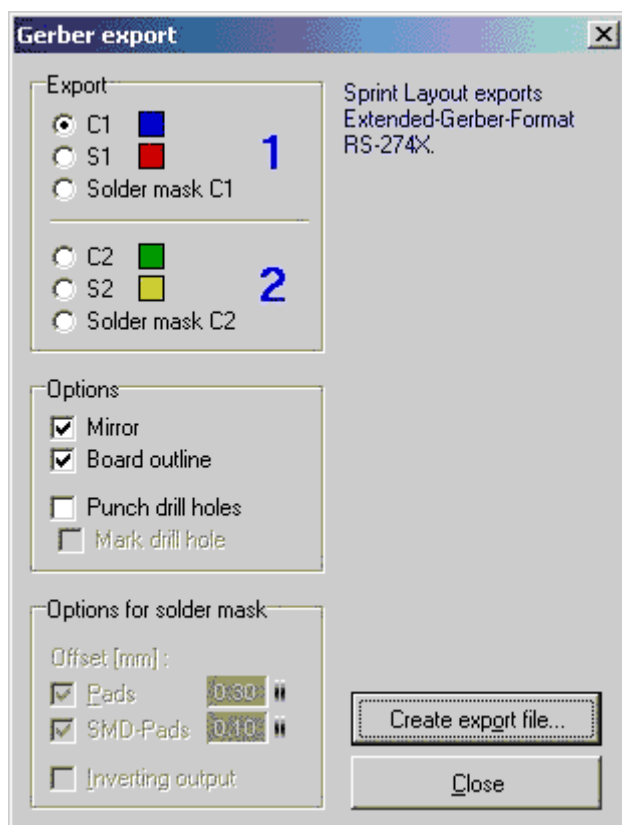 Gerber export
Export
C1
S1
1
Solder mask C1
C2
S2
2
Solder mask C2
Sprint Layout exports
Extended-Gerber-Format
RS-274X.
Options
Mirror
Board outline
Punch drill holes
Mark drill hole
Options for solder mask
Offset [mm] :
Pads 0.30
SMD-Pads 0.10
Inverting output
Create export file...
Close